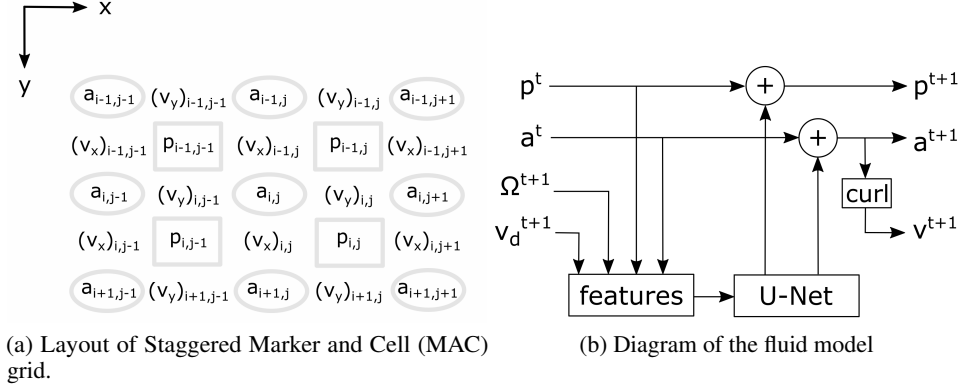 x
y
a_{i-1,j-1} (v_y)_{i-1,j-1} a_{i-1,j} (v_y)_{i-1,j} a_{i-1,j+1}
(v_x)_{i-1,j-1} p_{i-1,j-1} (v_x)_{i-1,j} p_{i-1,j} (v_x)_{i-1,j+1}
a_{i,j-1} (v_y)_{i,j-1} a_{i,j} (v_y)_{i,j} a_{i,j+1}
(v_x)_{i,j-1} p_{i,j-1} (v_x)_{i,j} p_{i,j} (v_x)_{i,j+1}
a_{i+1,j-1} (v_y)_{i+1,j-1} a_{i+1,j} (v_y)_{i+1,j} a_{i+1,j+1}
(a) Layout of Staggered Marker and Cell (MAC)
grid.
p^t + p^{t+1}
a^t + a^{t+1}
Ω^{t+1} curl
v_d^{t+1} v^{t+1}
features U-Net
(b) Diagram of the fluid model